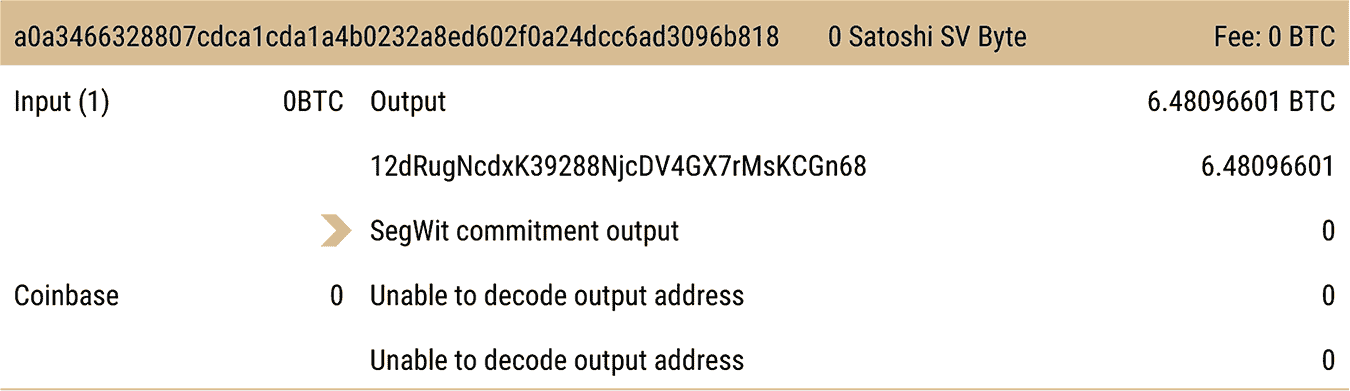 a0a3466328807cdca1cda1a4b0232a8ed602f0a24dcc6ad3096b818 0 Satoshi SV Byte Fee: 0 BTC
Input (1) 0BTC Output 6.48096601 BTC
12dRugNcdxK39288NjcDV4GX7rMsKCGn68 6.48096601
SegWit commitment output 0
Coinbase 0 Unable to decode output address 0
Unable to decode output address 0